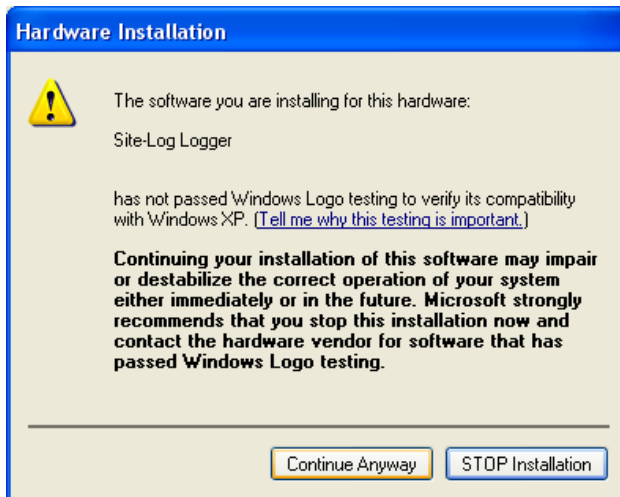 Hardware Installation
The software you are installing for this hardware:
Site-Log Logger
has not passed Windows Logo testing to verify its compatibility
with Windows XP. (Tell me why this testing is important.)
Continuing your installation of this software may impair
or destabilize the correct operation of your system
either immediately or in the future. Microsoft strongly
recommends that you stop this installation now and
contact the hardware vendor for software that has
passed Windows Logo testing.
Continue Anyway STOP Installation